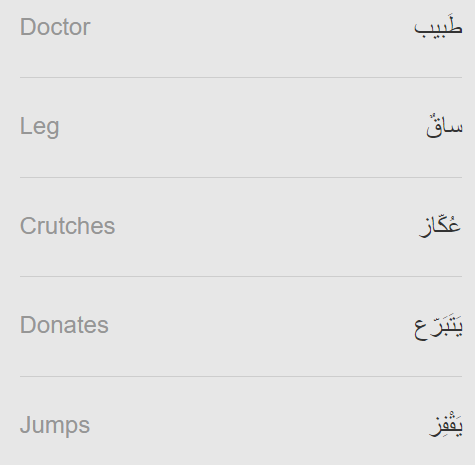 Doctor طَبيب
Leg ساقٌ
Crutches عُكّاز
Donates يَتَبَرّع
Jumps يَقْفِز